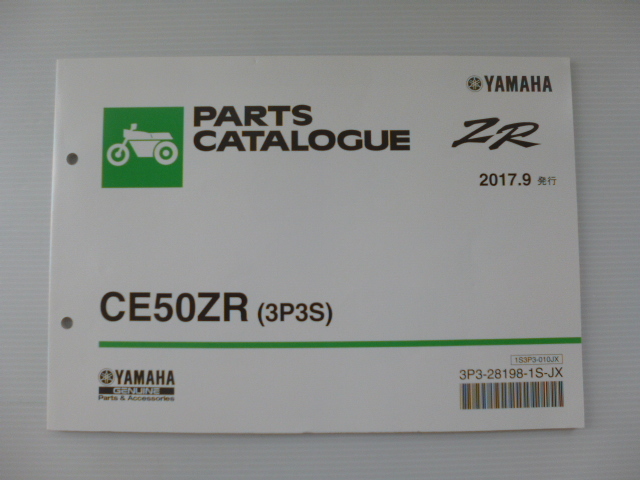 YAMAHA
PARTS
CATALOGUE
ZR
2017.9 発行
CE50ZR (3P3S)
1S3P3-010JX
3P3-28198-1S-JX
YAMAHA
GENUINE
Parts & Accessories